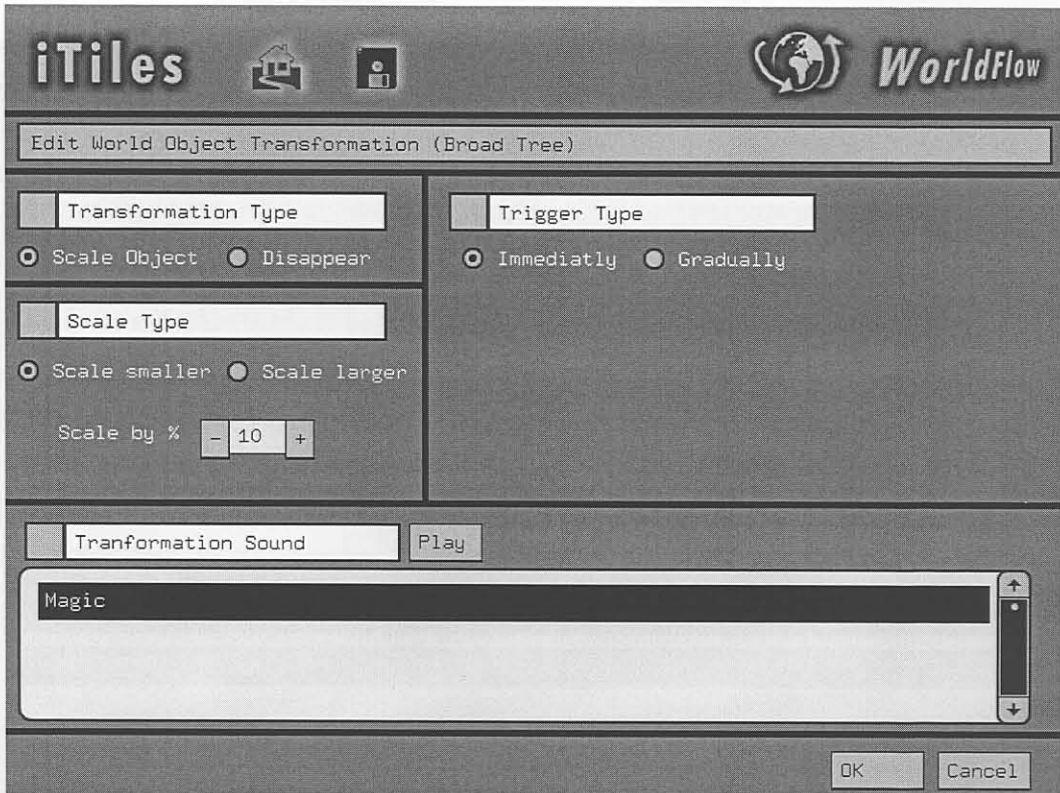 iTiles
WorldFlow
Edit World Object Transformation (Broad Tree)
Transformation Type
Scale Object Disappear
Trigger Type
Immediatly Gradually
Scale Type
Scale smaller Scale larger
Scale by % - 10 +
Tranformation Sound Play
Magic
OK Cancel